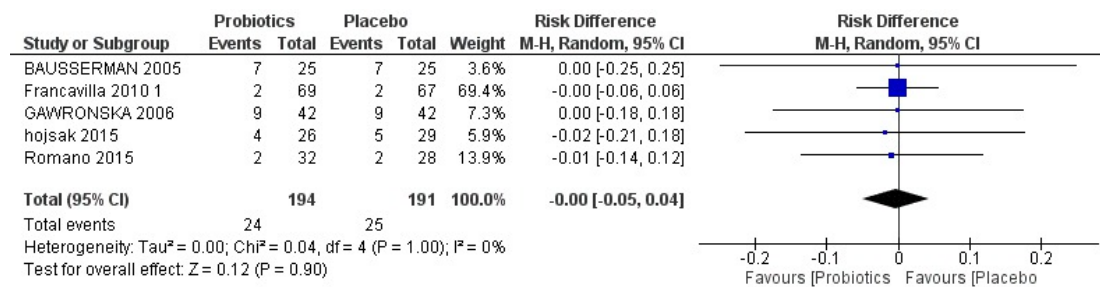 Probiotics Placebo Risk Difference Risk Difference
Study or Subgroup Events Total Events Total Weight M-H, Random, 95% CI M-H, Random, 95% CI
BAUSSERMAN 2005 7 25 7 25 3.6% 0.00 [-0.25, 0.25]
Francavilla 2010 1 2 69 2 67 69.4% -0.00 [-0.06, 0.06]
GAWRONSKA 2006 9 42 9 42 7.3% 0.00 [-0.18, 0.18]
hojsak 2015 4 26 5 29 5.9% -0.02 [-0.21, 0.18]
Romano 2015 2 32 2 28 13.9% -0.01 [-0.14, 0.12]
Total (95% CI) 194 191 100.0% -0.00 [-0.05, 0.04]
Total events 24 25
Heterogeneity: Tau² = 0.00; Chi² = 0.04, df = 4 (P = 1.00); I² = 0%
Test for overall effect: Z = 0.12 (P = 0.90)
-0.2 -0.1 0 0.1 0.2
Favours [Probiotics Favours [Placebo